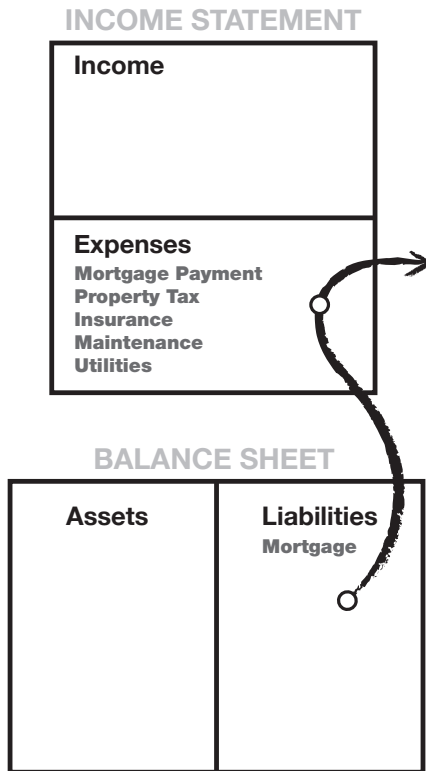 INCOME STATEMENT
Income
Expenses
Mortgage Payment
Property Tax
Insurance
Maintenance
Utilities
BALANCE SHEET
Assets
Liabilities
Mortgage